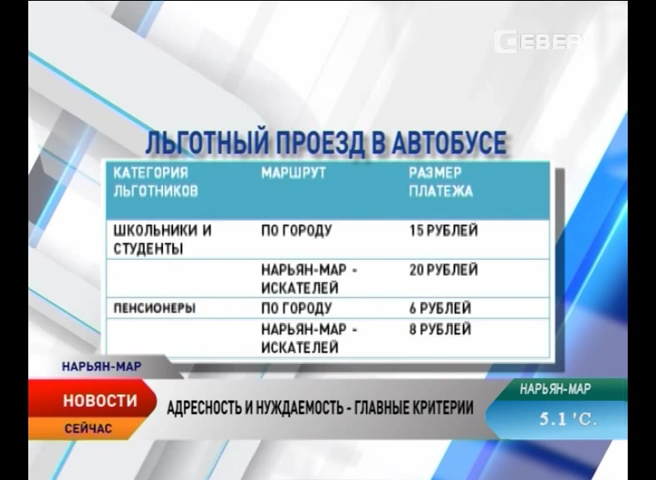 СЕВЕР
ЛЬГОТНЫЙ ПРОЕЗД В АВТОБУСЕ
КАТЕГОРИЯ ЛЬГОТНИКОВ МАРШРУТ РАЗМЕР ПЛАТЕЖА
ШКОЛЬНИКИ И СТУДЕНТЫ ПО ГОРОДУ 15 РУБЛЕЙ
НАРЬЯН-МАР - ИСКАТЕЛЕЙ 20 РУБЛЕЙ
ПЕНСИОНЕРЫ ПО ГОРОДУ 6 РУБЛЕЙ
НАРЬЯН-МАР - ИСКАТЕЛЕЙ 8 РУБЛЕЙ
НАРЬЯН-МАР
НОВОСТИ
СЕЙЧАС
АДРЕСНОСТЬ И НУЖДАЕМОСТЬ - ГЛАВНЫЕ КРИТЕРИИ
НАРЬЯН-МАР
5.1 'C.